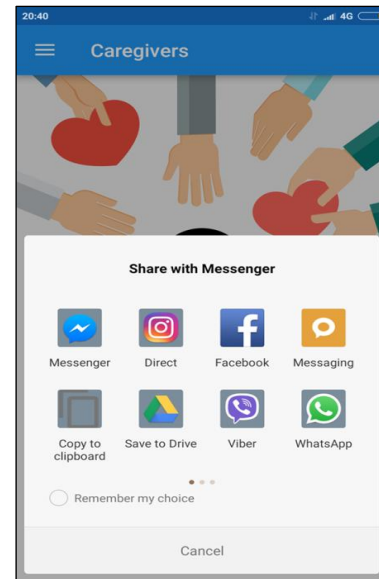 20:40 4G
Caregivers
Share with Messenger
Messenger Direct Facebook Messaging
Copy to clipboard Save to Drive Viber WhatsApp
Remember my choice
Cancel